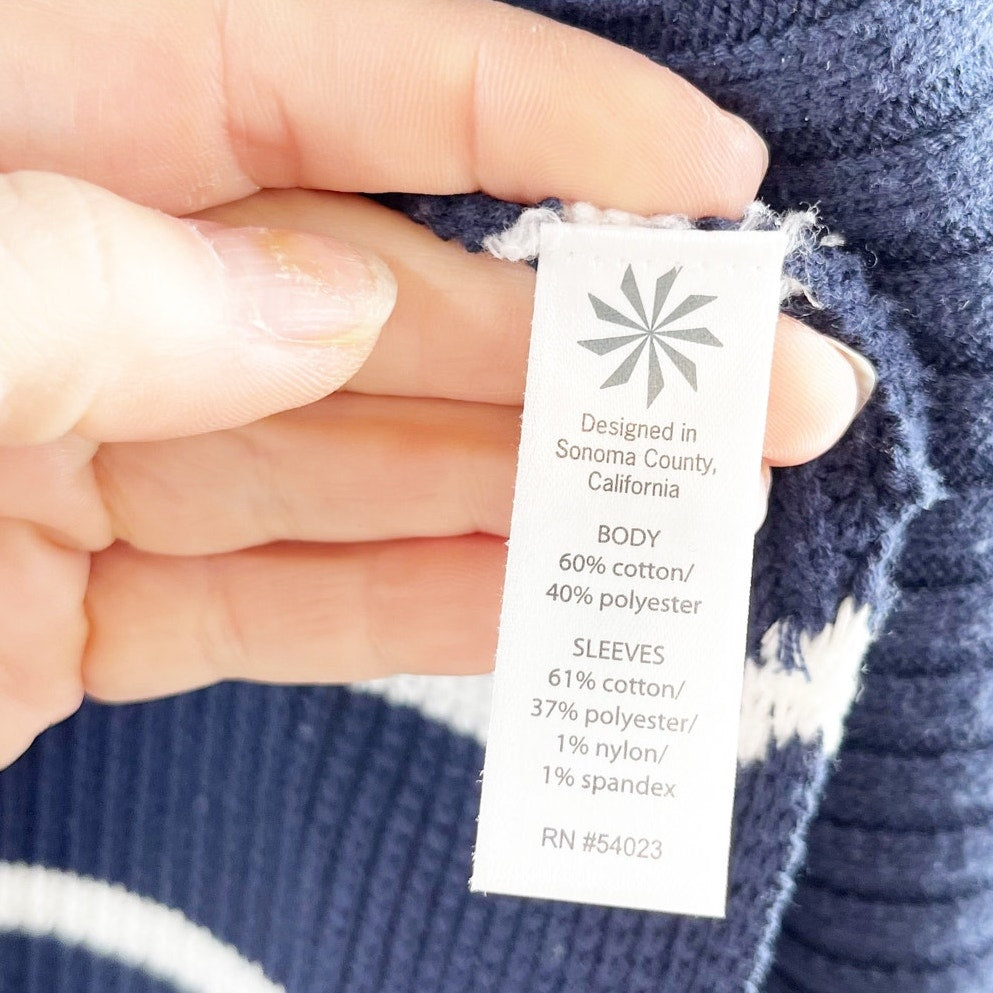 Designed in
Sonoma County,
California
BODY
60% cotton/
40% polyester
SLEEVES
61% cotton/
37% polyester/
1% nylon/
1% spandex
RN #54023